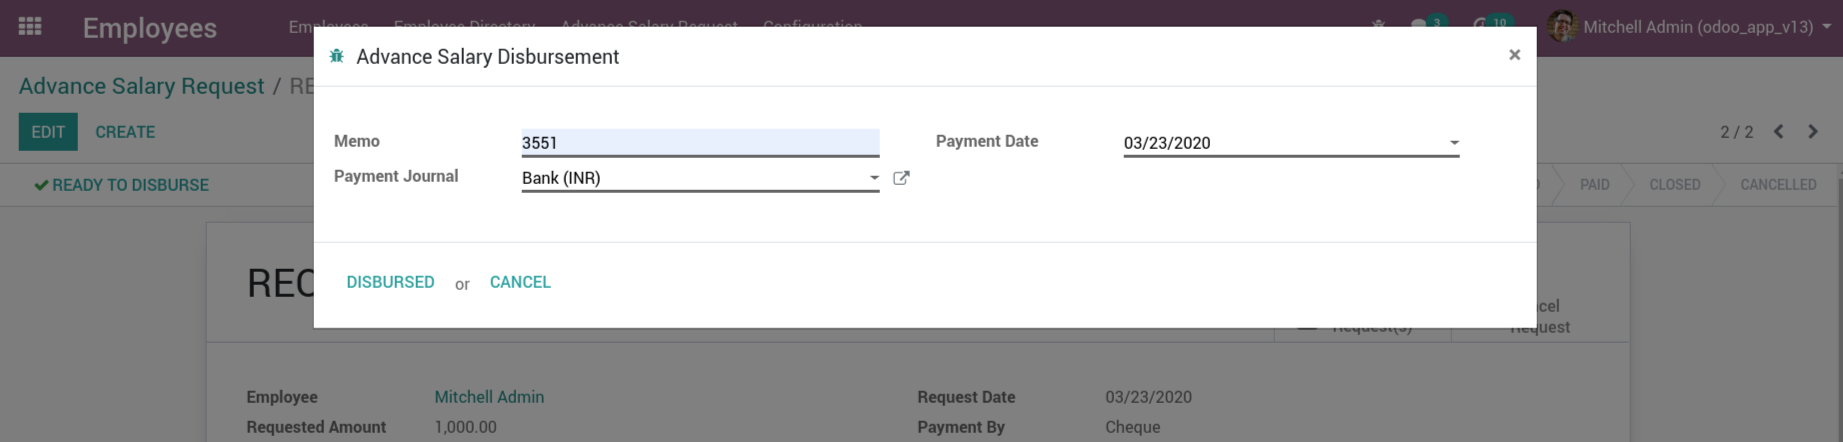 Employees Employees Employee Directory Advance Salary Request Configuration 3 10 Mitchell Admin (odoo_app_v13)
Advance Salary Disbursement ×
Advance Salary Request / RE
EDIT CREATE
2 / 2
Memo 3551 Payment Date 03/23/2020
Payment Journal Bank (INR)
READY TO DISBURSE
PAID CLOSED CANCELLED
REC
DISBURSED or CANCEL
Request(s)
Request
Employee Mitchell Admin Request Date 03/23/2020
Requested Amount 1,000.00 Payment By Cheque